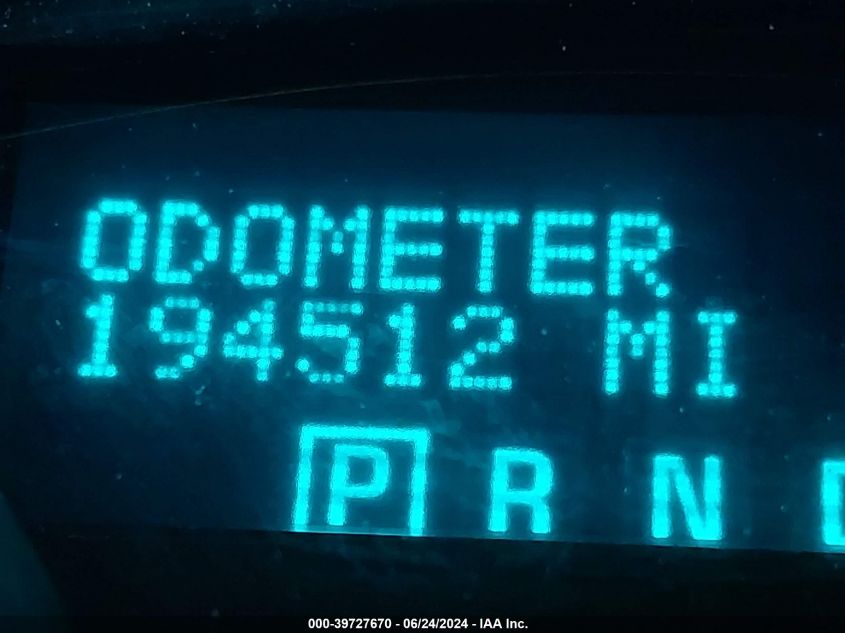 ODOMETER
194512 MI
P R N
000-39727670 - 06/24/2024 - IAA Inc.